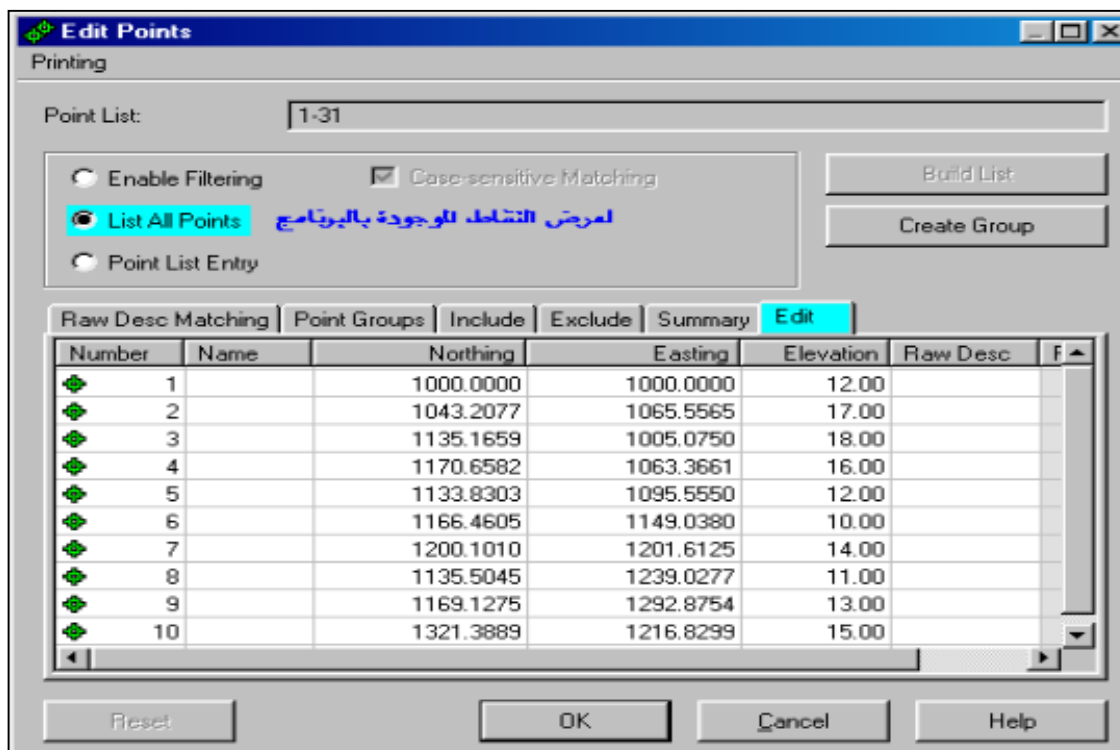 Edit Points
Printing
Point List: 1-31
Enable Filtering Case-sensitive Matching Build List
List All Points لعرض النقاط الموجودة بالبرنامج Create Group
Point List Entry
Raw Desc Matching Point Groups Include Exclude Summary Edit
Number Name Northing Easting Elevation Raw Desc
1 1000.0000 1000.0000 12.00
2 1043.2077 1065.5565 17.00
3 1135.1659 1005.0750 18.00
4 1170.6582 1063.3661 16.00
5 1133.8303 1095.5550 12.00
6 1166.4605 1149.0380 10.00
7 1200.1010 1201.6125 14.00
8 1135.5045 1239.0277 11.00
9 1169.1275 1292.8754 13.00
10 1321.3889 1216.8299 15.00
Reset OK Cancel Help